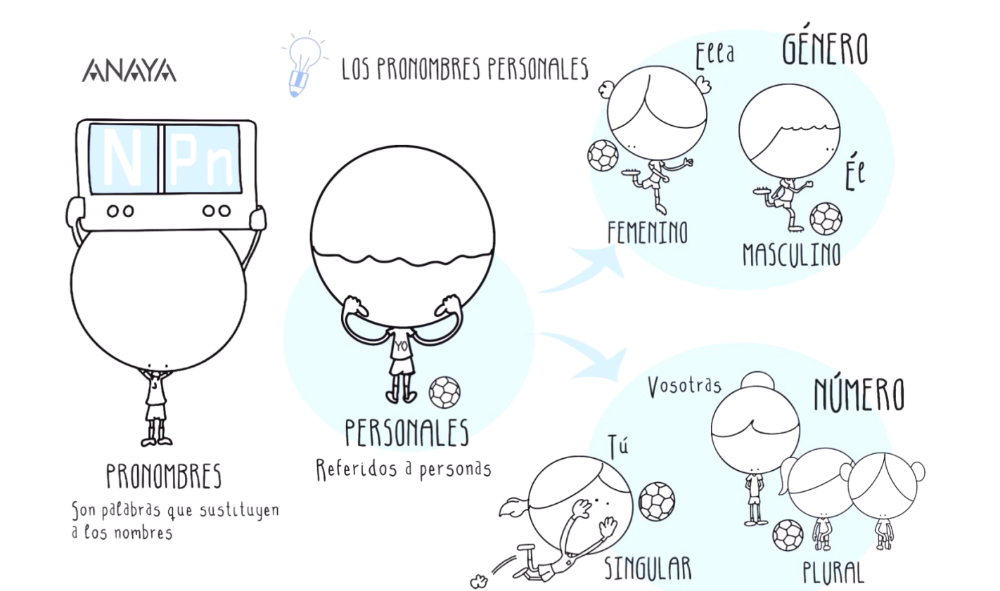 ANAYA
LOS PRONOMBRES PERSONALES
N Pn
PRONOMBRES
Son palabras que sustituyen
a los nombres
YO
PERSONALES
Referidos a personas
GÉNERO
Ella
FEMENINO
Él
MASCULINO
NÚMERO
Vosotras
Tú
SINGULAR
PLURAL